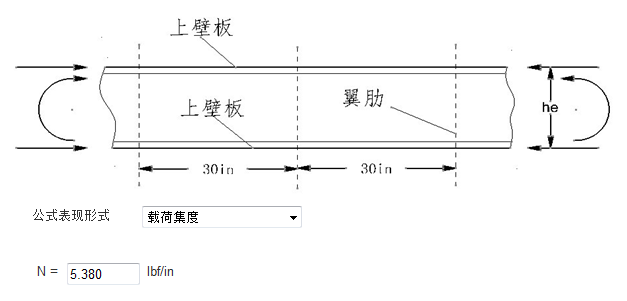 上壁板
上壁板
翼肋
he
30in
30in
公式表现形式 载荷集度
N = 5.380 lbf/in